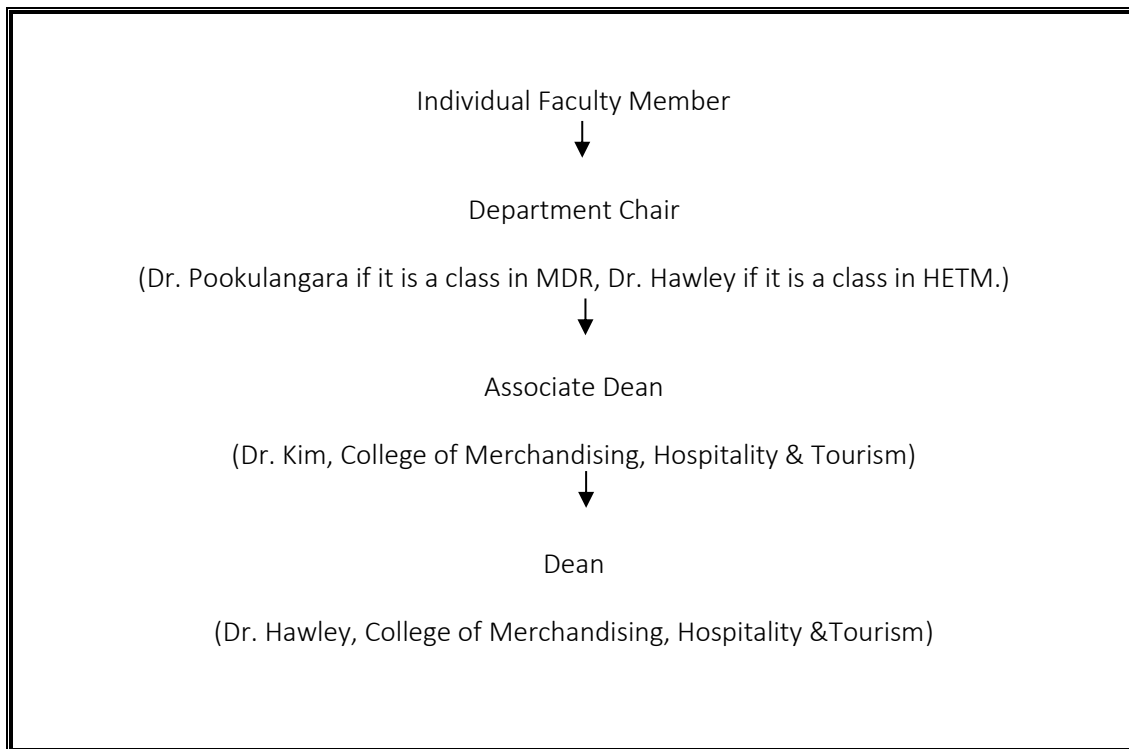 Individual Faculty Member
Department Chair
(Dr. Pookulangara if it is a class in MDR, Dr. Hawley if it is a class in HETM.)
Associate Dean
(Dr. Kim, College of Merchandising, Hospitality & Tourism)
Dean
(Dr. Hawley, College of Merchandising, Hospitality &Tourism)